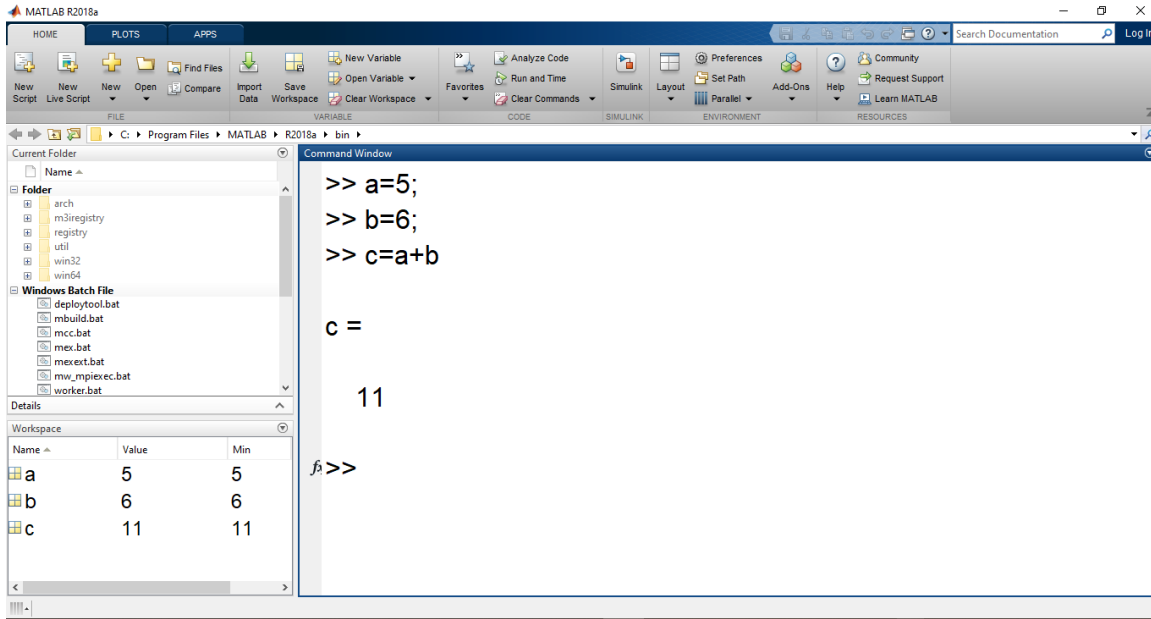 MATLAB R2018a
HOME PLOTS APPS
Search Documentation
Log In
New Script
New Live Script
New
Open
Find Files
Compare
Import Data
Save Workspace
New Variable
Open Variable
Clear Workspace
Favorites
Analyze Code
Run and Time
Clear Commands
Simulink
Layout
Preferences
Set Path
Parallel
Add-Ons
Help
Community
Request Support
Learn MATLAB
FILE VARIABLE CODE SIMULINK ENVIRONMENT RESOURCES
C: Program Files MATLAB R2018a bin
Current Folder
Name
Folder
arch
m3iregistry
registry
util
win32
win64
Windows Batch File
deploytool.bat
mbuild.bat
mcc.bat
mex.bat
mexext.bat
mw_mpiexec.bat
worker.bat
Details
Workspace
Name Value Min
a 5 5
b 6 6
c 11 11
Command Window
>> a=5;
>> b=6;
>> c=a+b
c =
11
fx >>